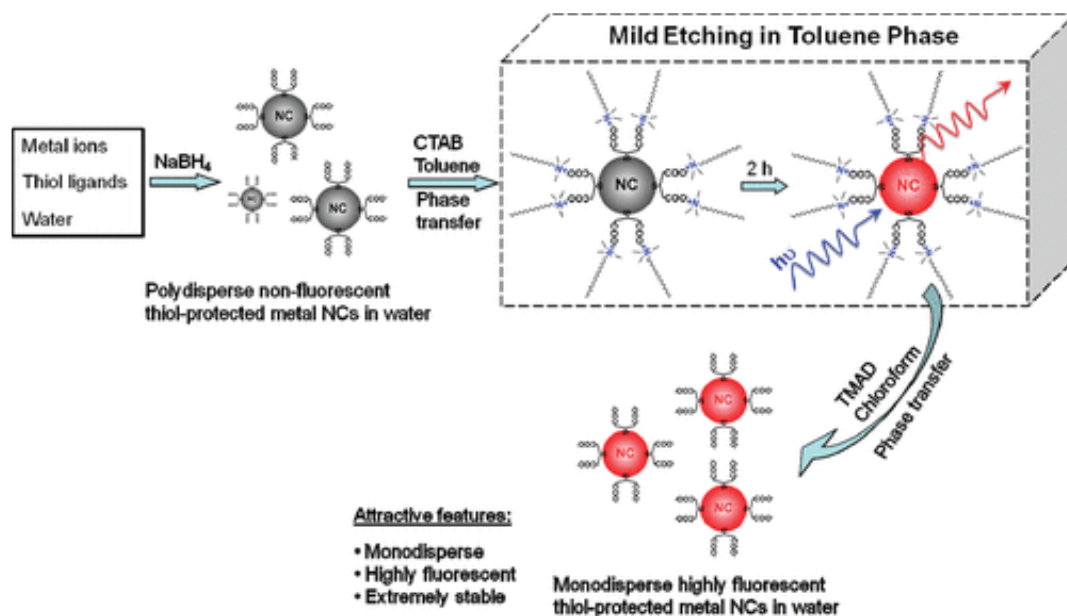 Mild Etching in Toluene Phase
Metal ions
Thiol ligands
Water
NaBH4
NC
NC
NC
CTAB
Toluene
Phase
transfer
NC
2 h
NC
hυ
Polydisperse non-fluorescent
thiol-protected metal NCs in water
TMAD
Chloroform
Phase transfer
NC
NC
NC
Attractive features:
• Monodisperse
• Highly fluorescent
• Extremely stable
Monodisperse highly fluorescent
thiol-protected metal NCs in water